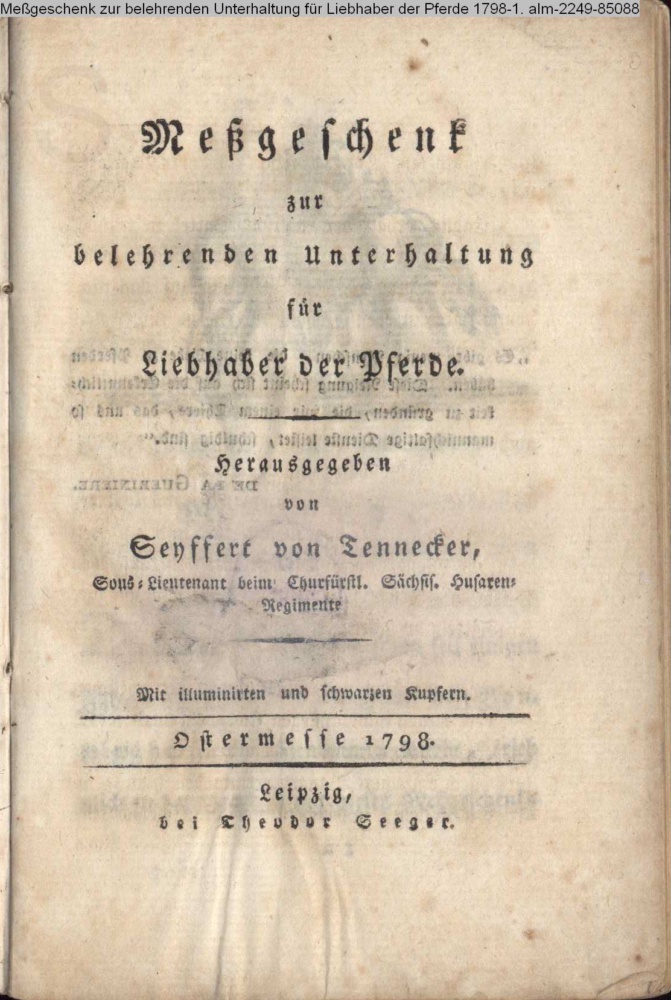 Meßgeschenk zur belehrenden Unterhaltung für Liebhaber der Pferde 1798-1. alm-2249-85088
Meßgeschenk
zur
belehrenden Unterhaltung
für
Liebhaber der Pferde.
Herausgegeben
von
Seyffert von Tennecker,
Sous-Lieutenant beim Churfürstl. Sächsis. Husaren-
Regimente
Mit illuminirten und schwarzen Kupfern.
Ostermesse 1798.
Leipzig,
bei Theodor Seeger.